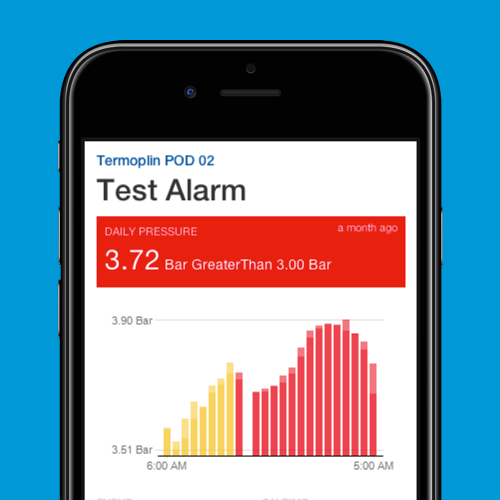 Termoplin POD 02
Test Alarm
DAILY PRESSURE
a month ago
3.72 Bar GreaterThan 3.00 Bar
3.90 Bar
3.51 Bar
6:00 AM 5:00 AM